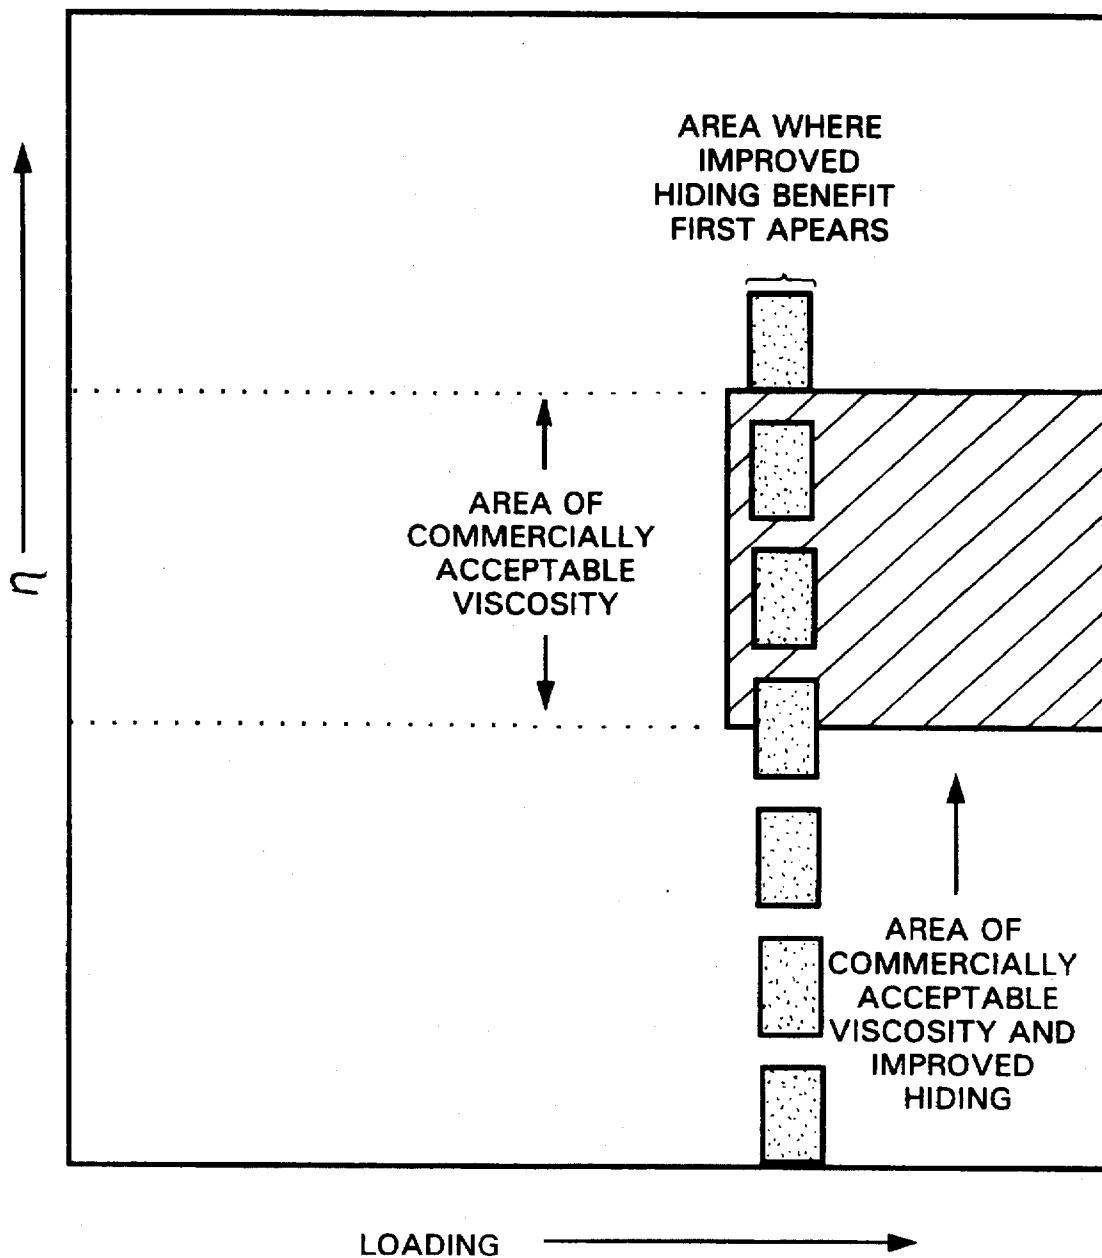 AREA WHERE
IMPROVED
HIDING BENEFIT
FIRST APEARS
AREA OF
COMMERCIALLY
ACCEPTABLE
VISCOSITY
η
AREA OF
COMMERCIALLY
ACCEPTABLE
VISCOSITY AND
IMPROVED
HIDING
LOADING